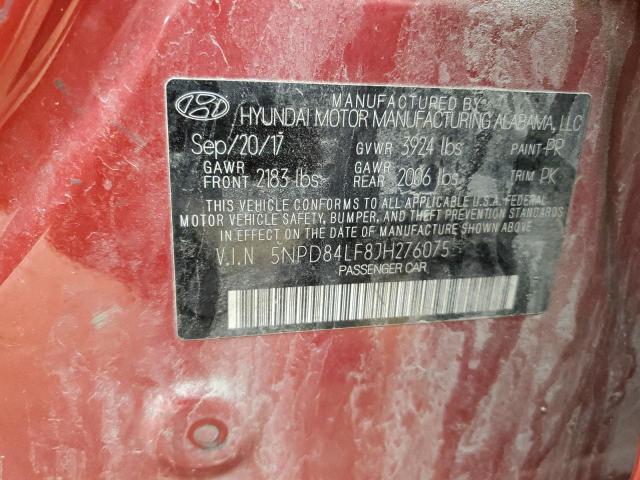 MANUFACTURED BY
HYUNDAI MOTOR MANUFACTURING ALABAMA, LLC
Sep/20/17 GVWR 3924 lbs PAINT PR
GAWR FRONT 2183 lbs GAWR REAR 2006 lbs TRIM PK
THIS VEHICLE CONFORMS TO ALL APPLICABLE U.S.A. FEDERAL
MOTOR VEHICLE SAFETY, BUMPER, AND THEFT PREVENTION
STANDARDS IN EFFECT ON THE DATE OF MANUFACTURE SHOWN ABOVE.
V.I.N 5NPD84LF8JH276075
PASSENGER CAR